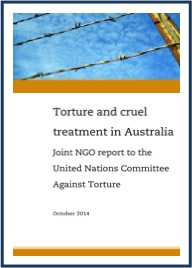 Torture and cruel
treatment in Australia
Joint NGO report to the
United Nations Committee
Against Torture
October 2014